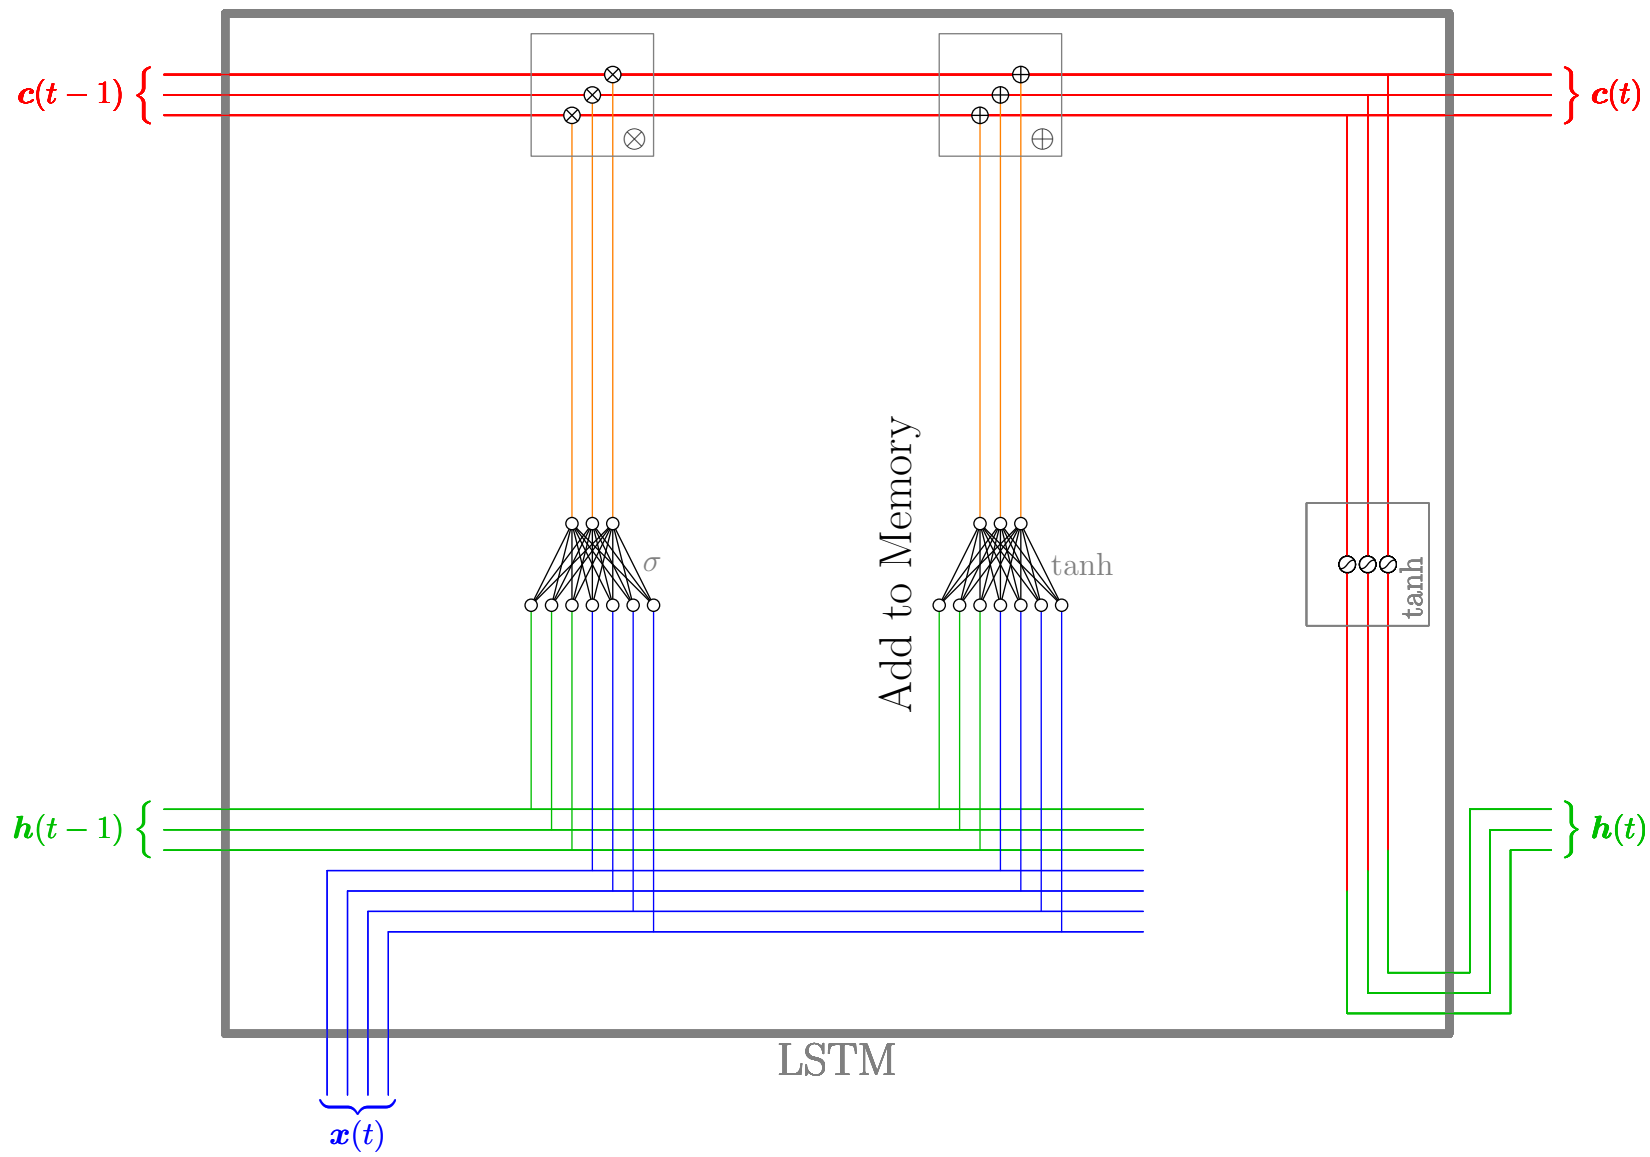 c(t − 1)
c(t)
⊗
⊕
Add to Memory
σ
tanh
tanh
h(t − 1)
h(t)
LSTM
x(t)